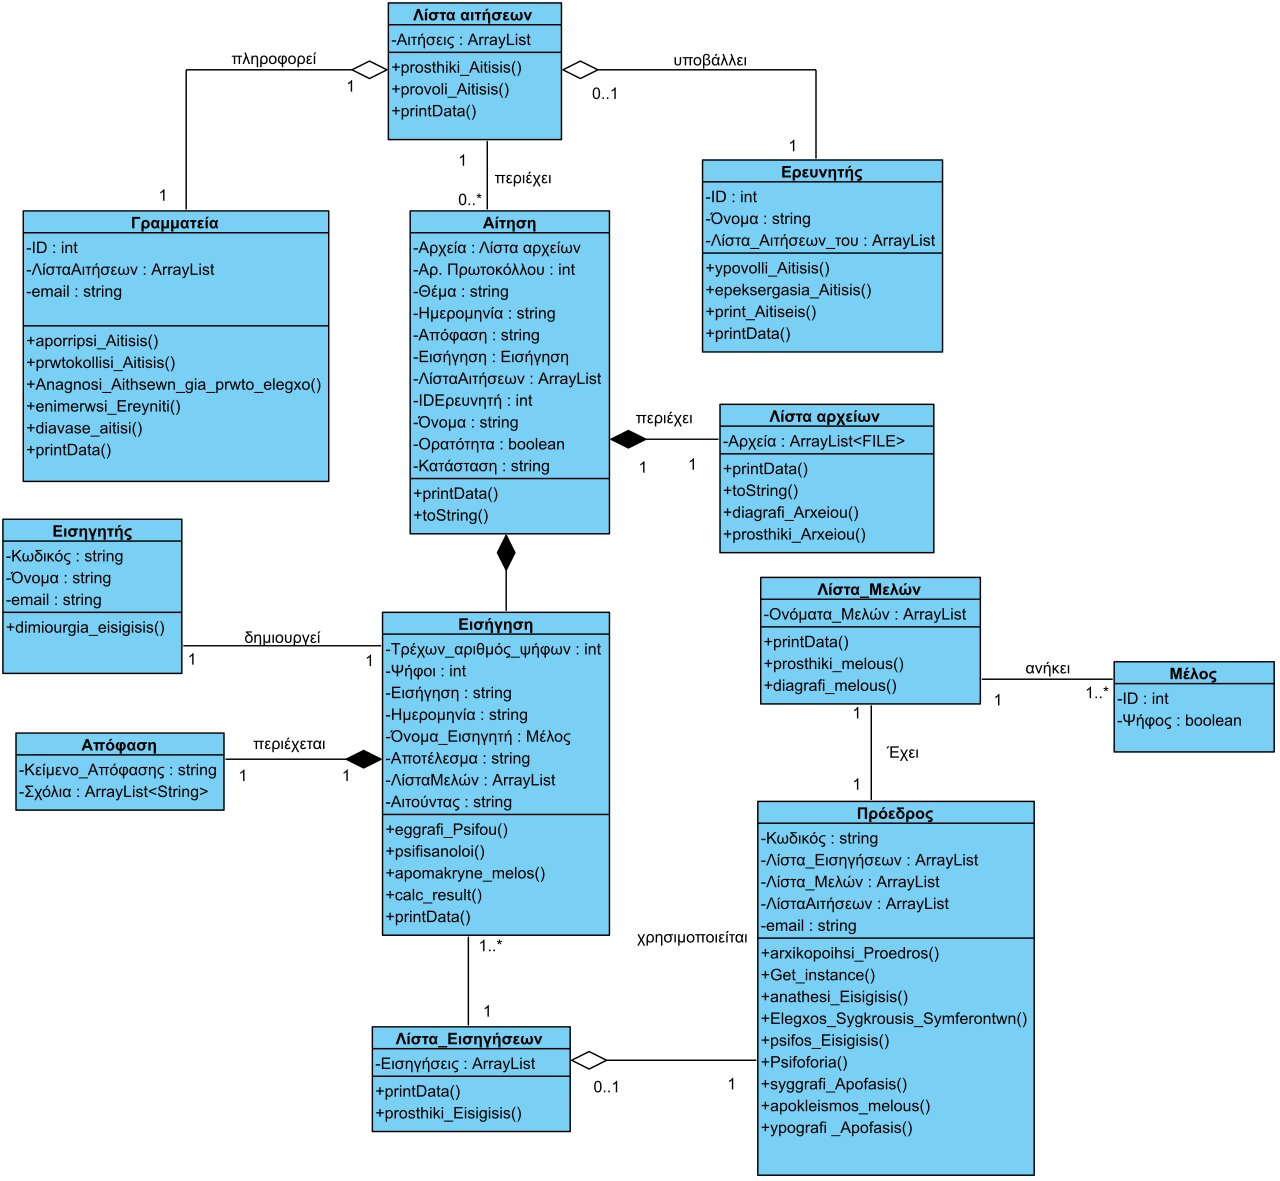 Λίστα αιτήσεων
-Αιτήσεις : ArrayList
+prosthiki_Aitisis()
+provoli_Aitisis()
+printData()
πληροφορεί
1
1
υποβάλλει
0..1
1
1
περιέχει
0..*
Ερευνητής
-ID : int
-Όνομα : string
-Λίστα_Αιτήσεων_του : ArrayList
+ypovolli_Aitisis()
+epeksergasia_Aitisis()
+print_Aitiseis()
+printData()
Γραμματεία
-ID : int
-ΛίσταΑιτήσεων : ArrayList
-email : string
+aporripsi_Aitisis()
+prwtokollisi_Aitisis()
+Anagnosi_Aithsewn_gia_prwto_elegxo()
+enimerwsi_Ereyniti()
+diavase_aitisi()
+printData()
Αίτηση
-Αρχεία : Λίστα αρχείων
-Αρ. Πρωτοκόλλου : int
-Θέμα : string
-Ημερομηνία : string
-Απόφαση : string
-Εισήγηση : Εισήγηση
-ΛίσταΑιτήσεων : ArrayList
-IDΕρευνητή : int
-Όνομα : string
-Ορατότητα : boolean
-Κατάσταση : string
+printData()
+toString()
περιέχει
1
1
Λίστα αρχείων
-Αρχεία : ArrayList<FILE>
+printData()
+toString()
+diagrafi_Arxeiou()
+prosthiki_Arxeiou()
Εισηγητής
-Κωδικός : string
-Όνομα : string
-email : string
+dimiourgia_eisigisis()
δημιουργεί
1
1
Εισήγηση
-Τρέχων_αριθμός_ψήφων : int
-Ψήφοι : int
-Εισήγηση : string
-Ημερομηνία : string
-Όνομα_Εισηγητή : Μέλος
-Αποτέλεσμα : string
-ΛίσταΜελών : ArrayList
-Αιτούντας : string
+eggrafi_Psifou()
+psifisanoloi()
+apomakryne_melos()
+calc_result()
+printData()
Λίστα_Μελών
-Ονόματα_Μελών : ArrayList
+printData()
+prosthiki_melous()
+diagrafi_melous()
ανήκει
1
1..*
Μέλος
-ID : int
-Ψήφος : boolean
Απόφαση
-Κείμενο_Απόφασης : string
-Σχόλια : ArrayList<String>
περιέχεται
1
1
1
Έχει
1
Πρόεδρος
-Κωδικός : string
-Λίστα_Εισηγήσεων : ArrayList
-Λίστα_Μελών : ArrayList
-ΛίσταΑιτήσεων : ArrayList
-email : string
+arxikopoihsi_Proedros()
+Get_instance()
+anathesi_Eisigisis()
+Elegxos_Sygkrousis_Symferontwn()
+psifos_Eisigisis()
+Psifoforia()
+syggrafi_Apofasis()
+apokleismos_melous()
+ypografi _Apofasis()
χρησιμοποιείται
1..*
1
Λίστα_Εισηγήσεων
-Εισηγήσεις : ArrayList
+printData()
+prosthiki_Eisigisis()
0..1
1